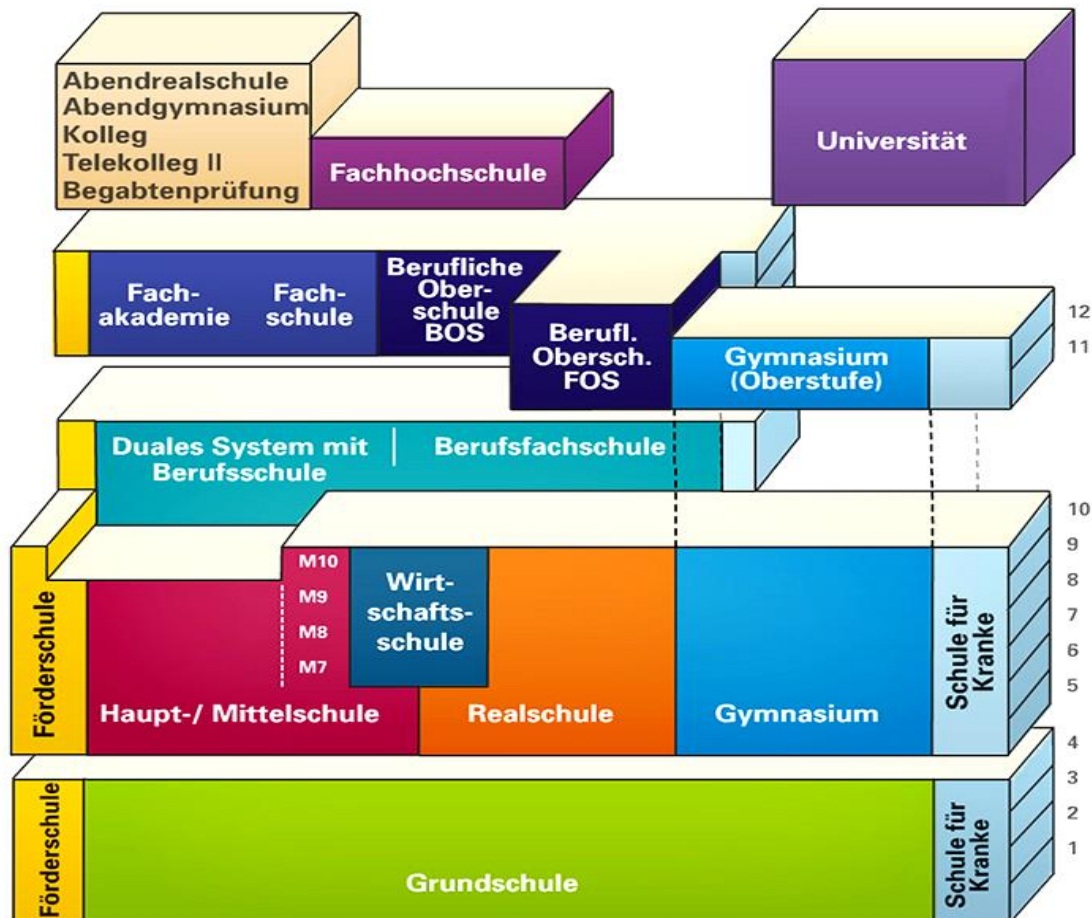 Abendrealschule
Abendgymnasium
Kolleg
Telekolleg II
Begabtenprüfung
Fachhochschule
Universität
Fach-
akademie
Fach-
schule
Berufliche
Ober-
schule
BOS
Berufl.
Obersch.
FOS
Gymnasium
(Oberstufe)
12
11
Duales System mit
Berufsschule
Berufsfachschule
Förderschule
M10
M9
M8
M7
Haupt-/ Mittelschule
Wirt-
schafts-
schule
Realschule
Gymnasium
Schule für
Kranke
10
9
8
7
6
5
Förderschule
Grundschule
Schule für
Kranke
4
3
2
1